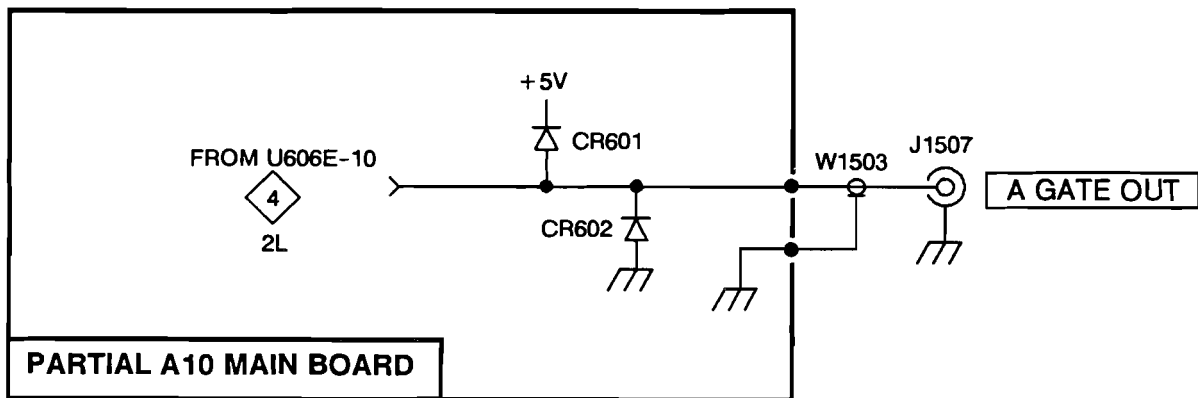 +5V
CR601
FROM U606E-10
4
2L
CR602
W1503
J1507
A GATE OUT
PARTIAL A10 MAIN BOARD